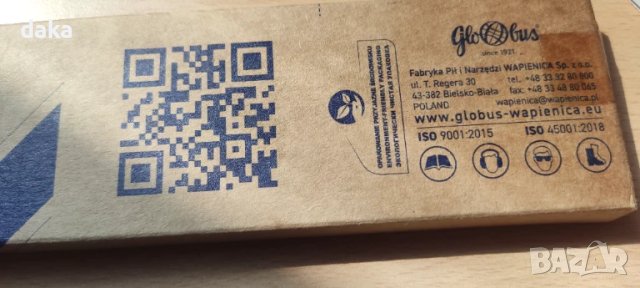 daka
globus
since 1921
Fabryka Pił i Narzędzi WAPIENICA Sp. z o.o.
ul. T. Regera 30 tel. +48 33 92 80 800
43-382 Bielsko-Biała fax: +48 33 48 80 065
POLAND wapienica@wapienica.pl
www.globus-wapienica.eu
ISO 9001:2015 ISO 45001:2018
OPAKOWANIE PRZYJAZNE ŚRODOWISKU
ENVIRONMENT-FRIENDLY PACKAGING
ЭКОЛОГИЧЕСКИ ЧИСТАЯ УПАКОВКА
BAZAR